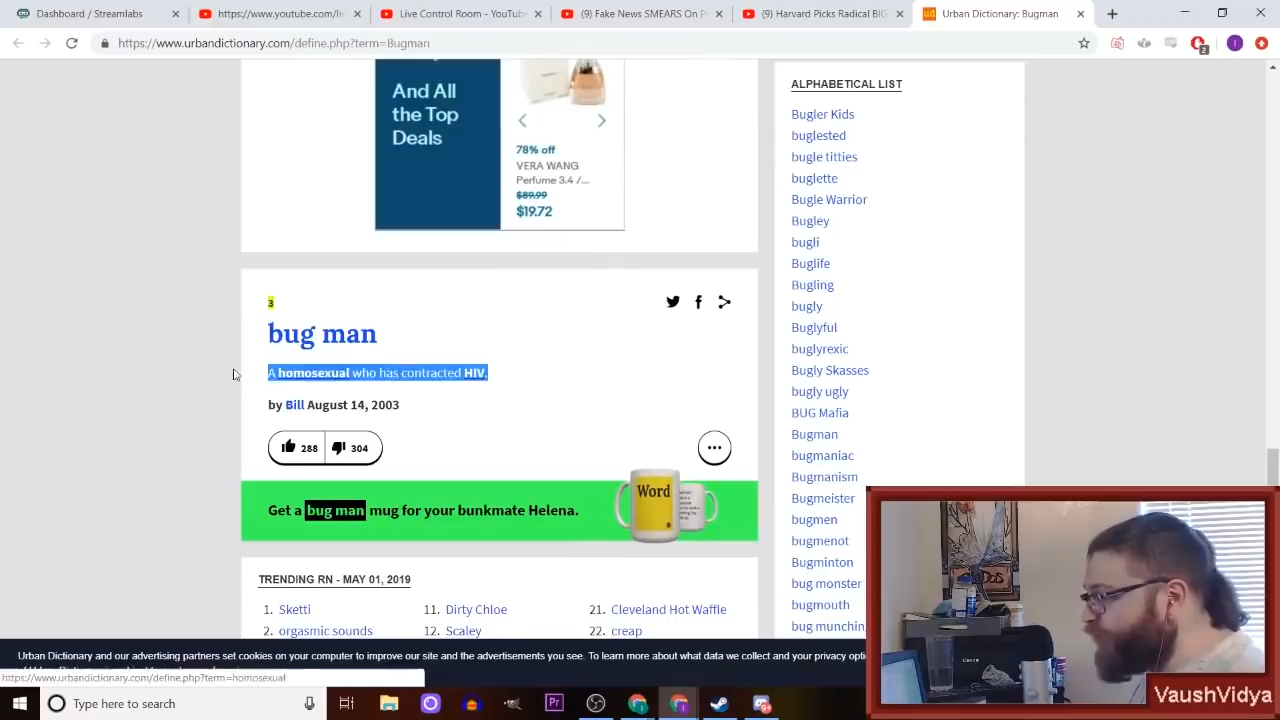 Dashboard / Streamlabs
https://www.youtube.com/liv
Live Control Room - YouTube
(9) Fake News SMEARS On P
(9) Harvard Picks Radical BIG
Urban Dictionary: Bugman
https://www.urbandictionary.com/define.php?term=Bugman
And All
the Top
Deals
78% off
VERA WANG
Perfume 3.4 /...
$89.99
$19.72
3
bug man
A homosexual who has contracted HIV.
by Bill August 14, 2003
288
304
Get a bug man mug for your bunkmate Helena.
Word
TRENDING RN - MAY 01, 2019
1. Sketti
11. Dirty Chloe
21. Cleveland Hot Waffle
2. orgasmic sounds
12. Scaley
22. creap
ALPHABETICAL LIST
Bugler Kids
buglested
bugle titties
buglette
Bugle Warrior
Bugley
bugli
Buglife
Bugling
bugly
Buglyful
buglyrexic
Bugly Skasses
bugly ugly
BUG Mafia
Bugman
bugmaniac
Bugmanism
Bugmeister
bugmen
bugmenot
Bugminton
bug monster
bugmouth
bug munchin
Urban Dictionary and our advertising partners set cookies on your computer to improve our site and the advertisements you see. To learn more about what data we collect and your privacy optio
https://www.urbandictionary.com/define.php?term=homosexual
VaushVidya
Type here to search